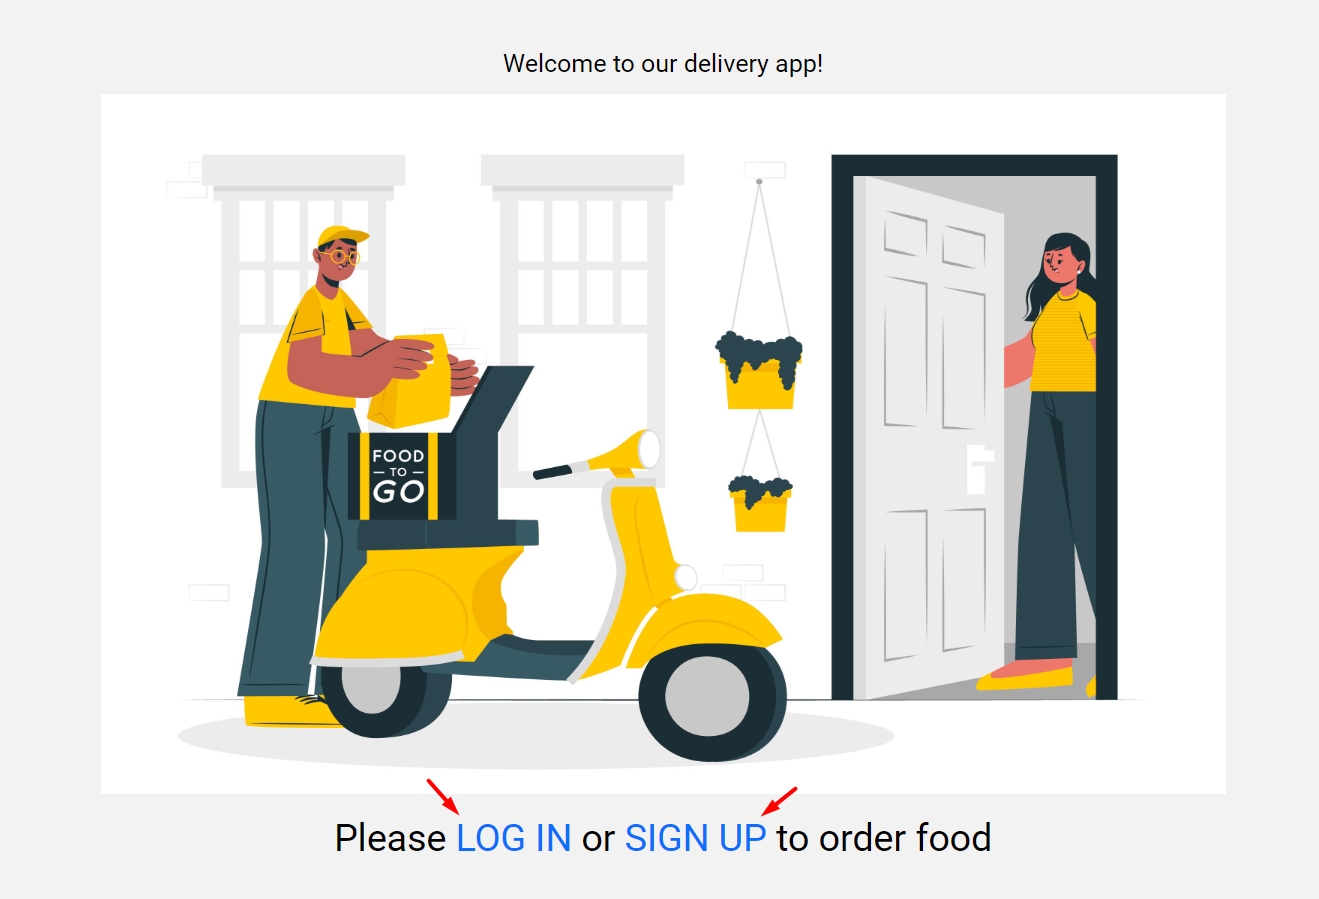 Welcome to our delivery app!
FOOD
TO
GO
Please LOG IN or SIGN UP to order food